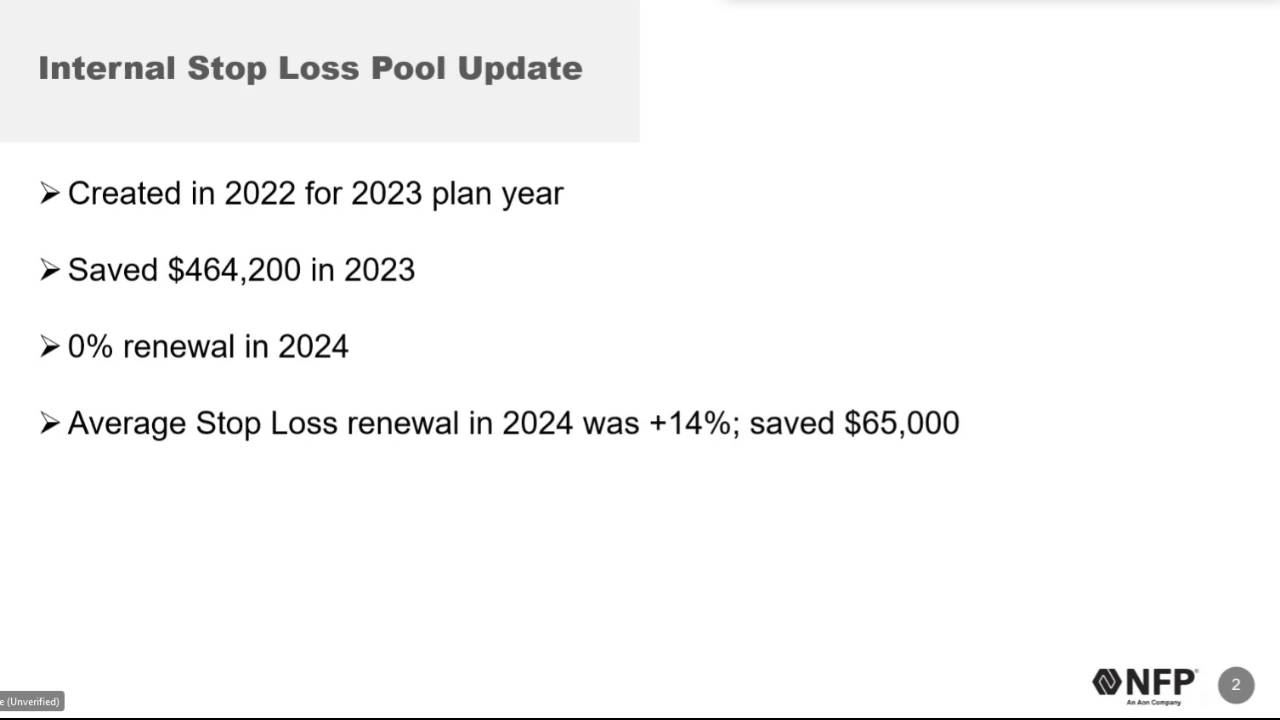 Internal Stop Loss Pool Update
➢ Created in 2022 for 2023 plan year
➢ Saved $464,200 in 2023
➢ 0% renewal in 2024
➢ Average Stop Loss renewal in 2024 was +14%; saved $65,000
NFP®
An Aon Company
2
e (Unverified)